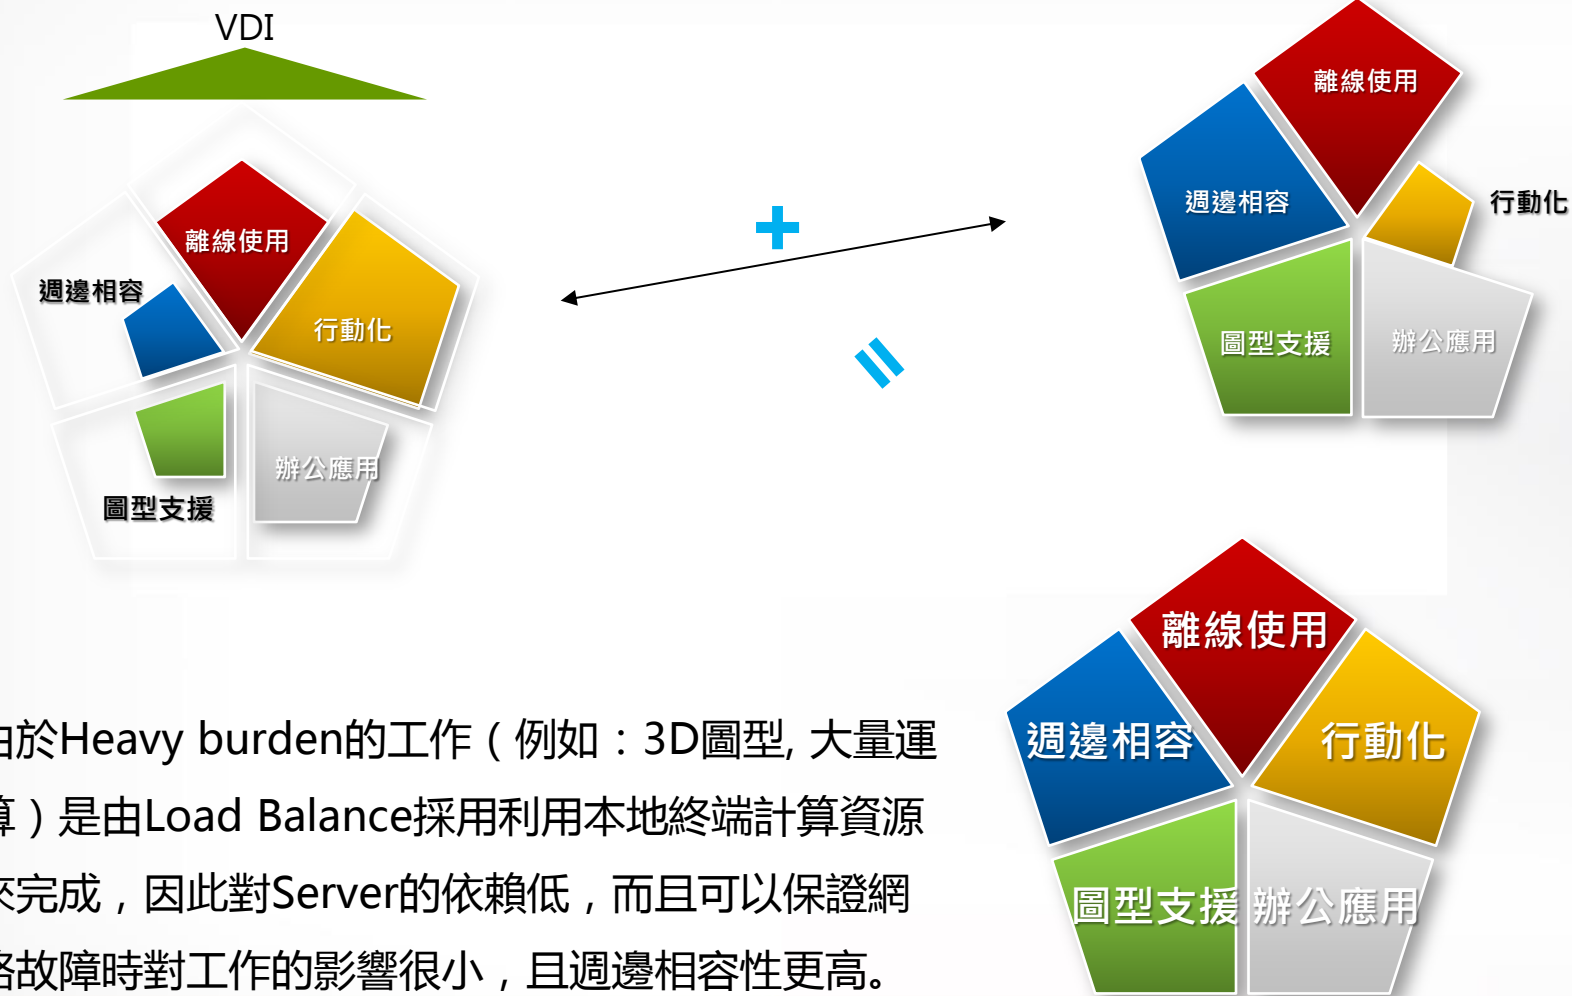 VDI
離線使用
週邊相容
行動化
圖型支援
辦公應用
離線使用
週邊相容
行動化
圖型支援
辦公應用
離線使用
週邊相容
行動化
圖型支援
辦公應用
由於Heavy burden的工作（例如：3D圖型, 大量運
算）是由Load Balance採用利用本地終端計算資源
來完成，因此對Server的依賴低，而且可以保證網
路故障時對工作的影響很小，且週邊相容性更高。